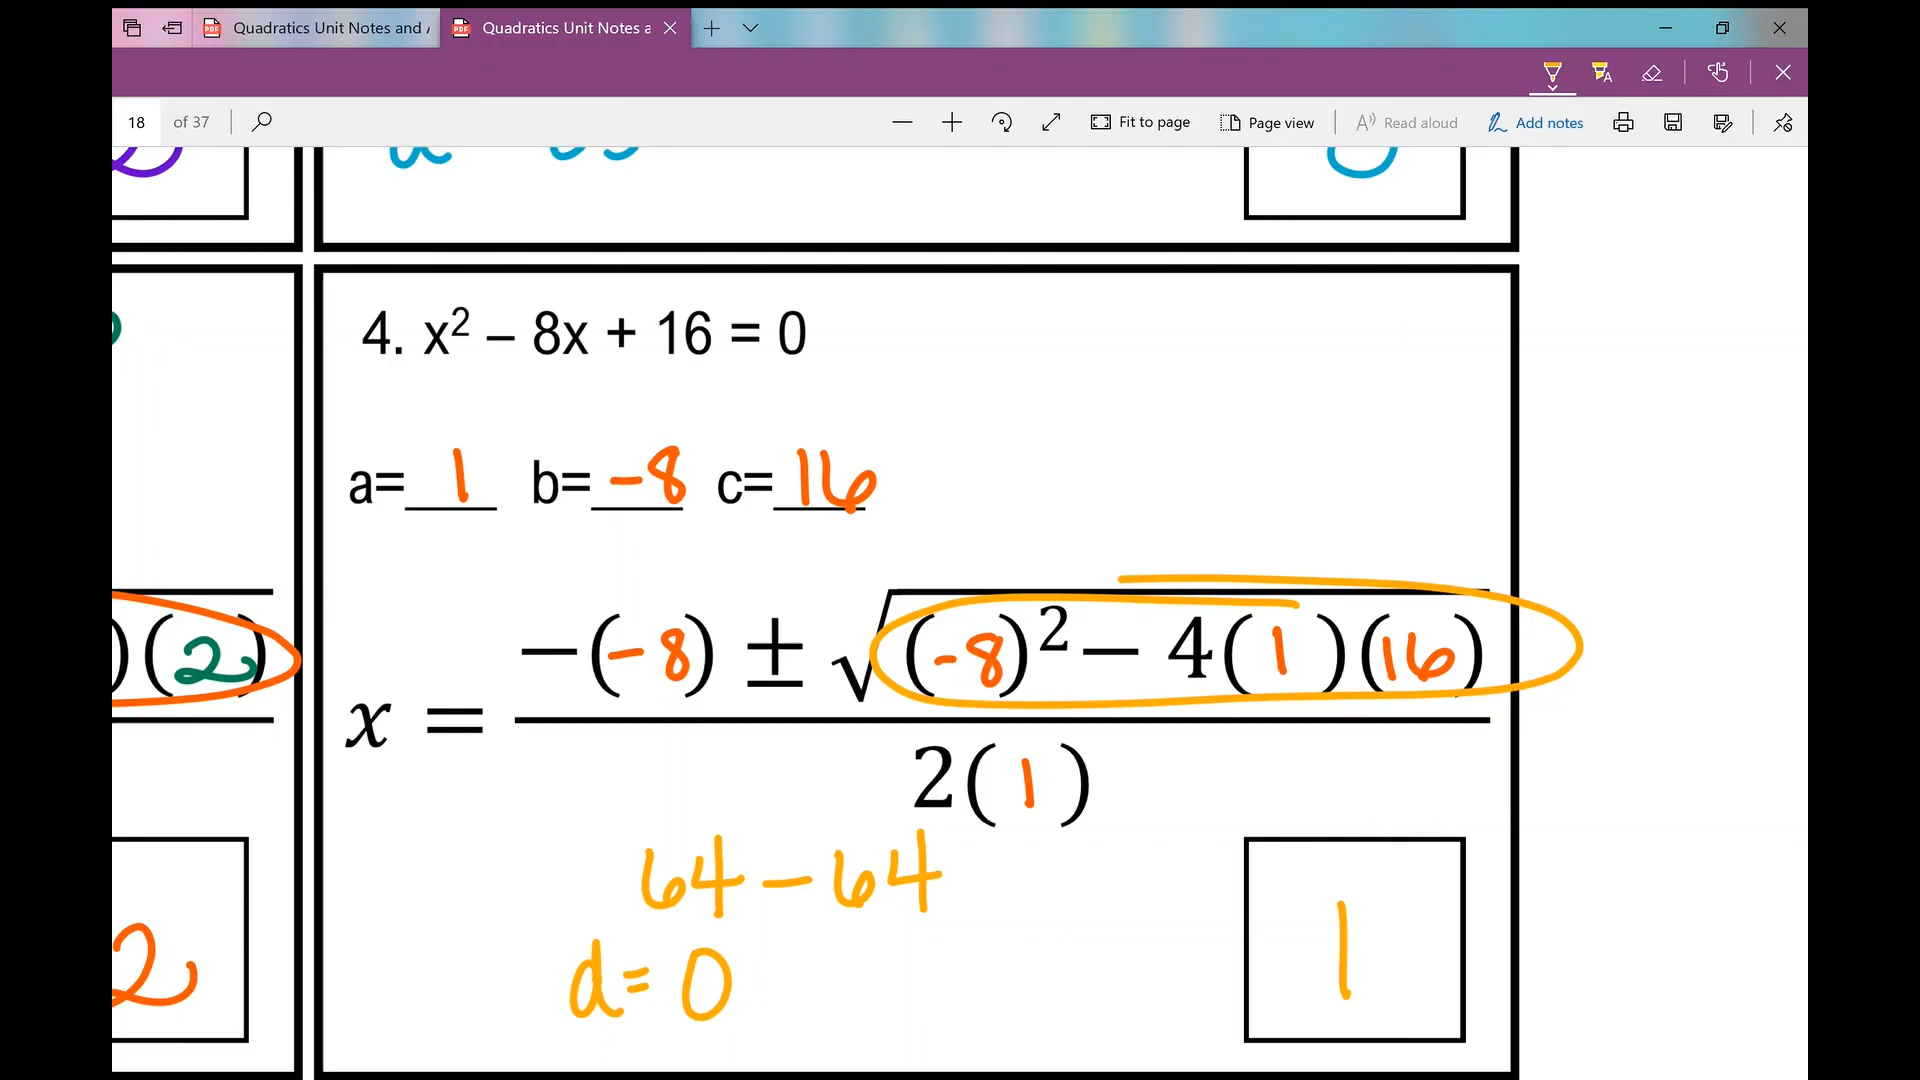 Quadratics Unit Notes and A
Quadratics Unit Notes a
18 of 37
Fit to page
Page view
Read aloud
Add notes
4. x² – 8x + 16 = 0
a= 1 b= -8 c= 16
)(2)
x = −(-8) ± √(-8)² − 4(1)(16)
2(1)
64 - 64
d = 0
2
1